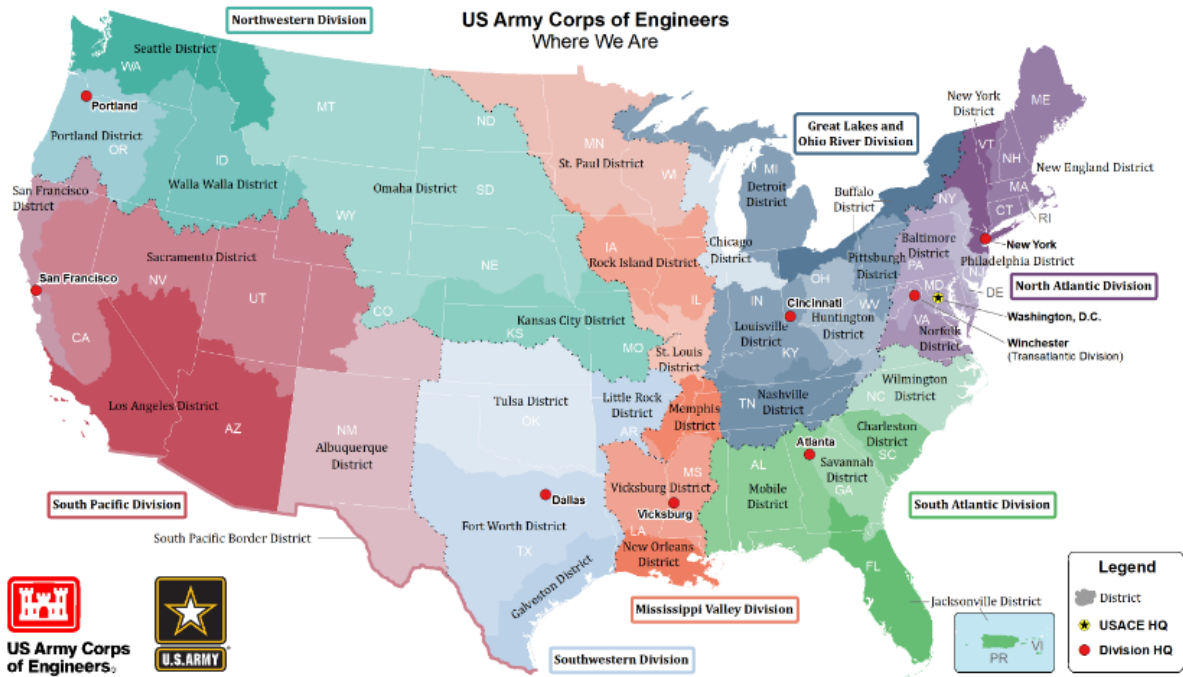 US Army Corps of Engineers
Where We Are
Northwestern Division
Seattle District
WA
Portland
Portland District
OR
ID
Walla Walla District
MT
ND
SD
Omaha District
WY
NE
CO
KS
Kansas City District
MO
MN
St. Paul District
WI
IA
Rock Island District
IL
St. Louis
District
Memphis
District
MS
Vicksburg District
Vicksburg
LA
New Orleans
District
Mississippi Valley Division
Great Lakes and
Ohio River Division
MI
Detroit
District
Chicago
District
Buffalo
District
Pittsburgh
District
OH
IN
Cincinnati
Louisville
District
Huntington
District
WV
KY
TN
Nashville
District
New York
District
ME
VT
NH
New England District
MA
CT
RI
NY
Baltimore
District
PA
New York
Philadelphia District
NJ
MD
DE
North Atlantic Division
Washington, D.C.
VA
Norfolk
District
Winchester
(Transatlantic Division)
San Francisco
District
San Francisco
Sacramento District
NV
UT
CA
Los Angeles District
AZ
NM
Albuquerque
District
South Pacific Division
South Pacific Border District
Tulsa District
OK
Little Rock
District
AR
Dallas
Fort Worth District
TX
Galveston District
Southwestern Division
Wilmington
District
NC
Charleston
District
SC
Atlanta
Savannah
District
GA
AL
Mobile
District
FL
South Atlantic Division
Jacksonville District
PR
VI
Legend
District
USACE HQ
Division HQ
US Army Corps
of Engineers®
U.S.ARMY